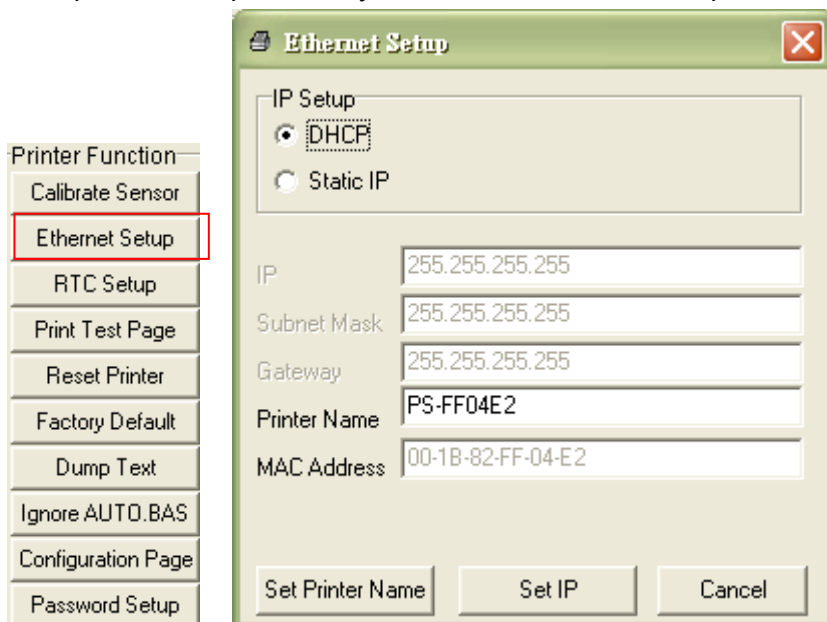 Printer Function
Calibrate Sensor
Ethernet Setup
RTC Setup
Print Test Page
Reset Printer
Factory Default
Dump Text
Ignore AUTO.BAS
Configuration Page
Password Setup
Ethernet Setup
IP Setup
DHCP
Static IP
IP 255.255.255.255
Subnet Mask 255.255.255.255
Gateway 255.255.255.255
Printer Name PS-FF04E2
MAC Address 00-1B-82-FF-04-E2
Set Printer Name Set IP Cancel